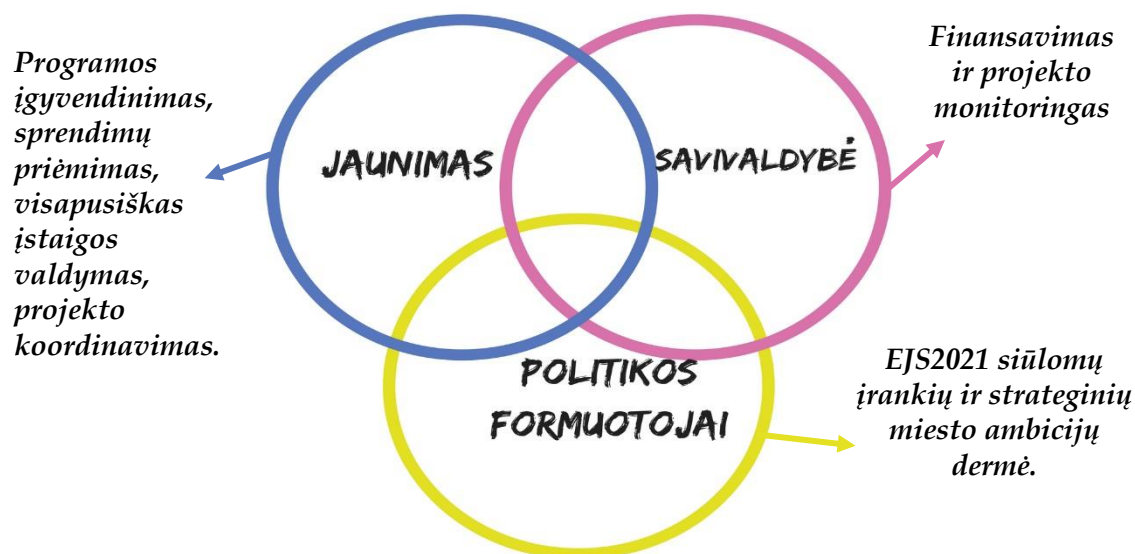 Programos
įgyvendinimas,
sprendimų
priėmimas,
visapusiškas
įstaigos
valdymas,
projekto
koordinavimas.
JAUNIMAS
SAVIVALDYBĖ
Finansavimas
ir projekto
monitoringas
POLITIKOS
FORMUOTOJAI
EJS2021 siūlomų
įrankių ir strateginių
miesto ambicijų
dermė.